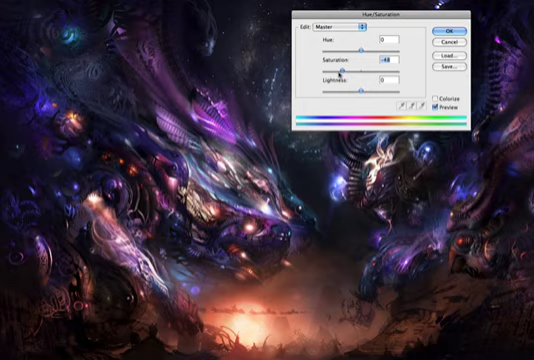 Hue/Saturation
Edit: Master
Hue: 0
Saturation: -48
Lightness: 0
OK
Cancel
Load...
Save...
Colorize
Preview